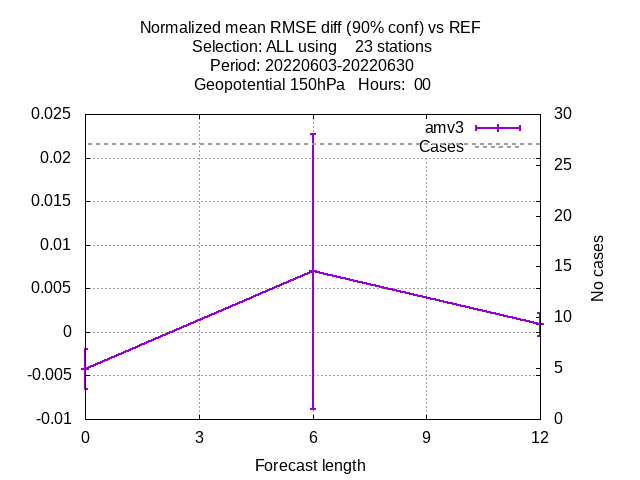 Normalized mean RMSE diff (90% conf) vs REF
Selection: ALL using    23 stations
Period: 20220603-20220630
Geopotential 150hPa   Hours:  00
0.025
0.02
0.015
0.01
0.005
0
-0.005
-0.01
30
25
20
15
10
5
0
amv3
Cases
No cases
0 3 6 9 12
Forecast length